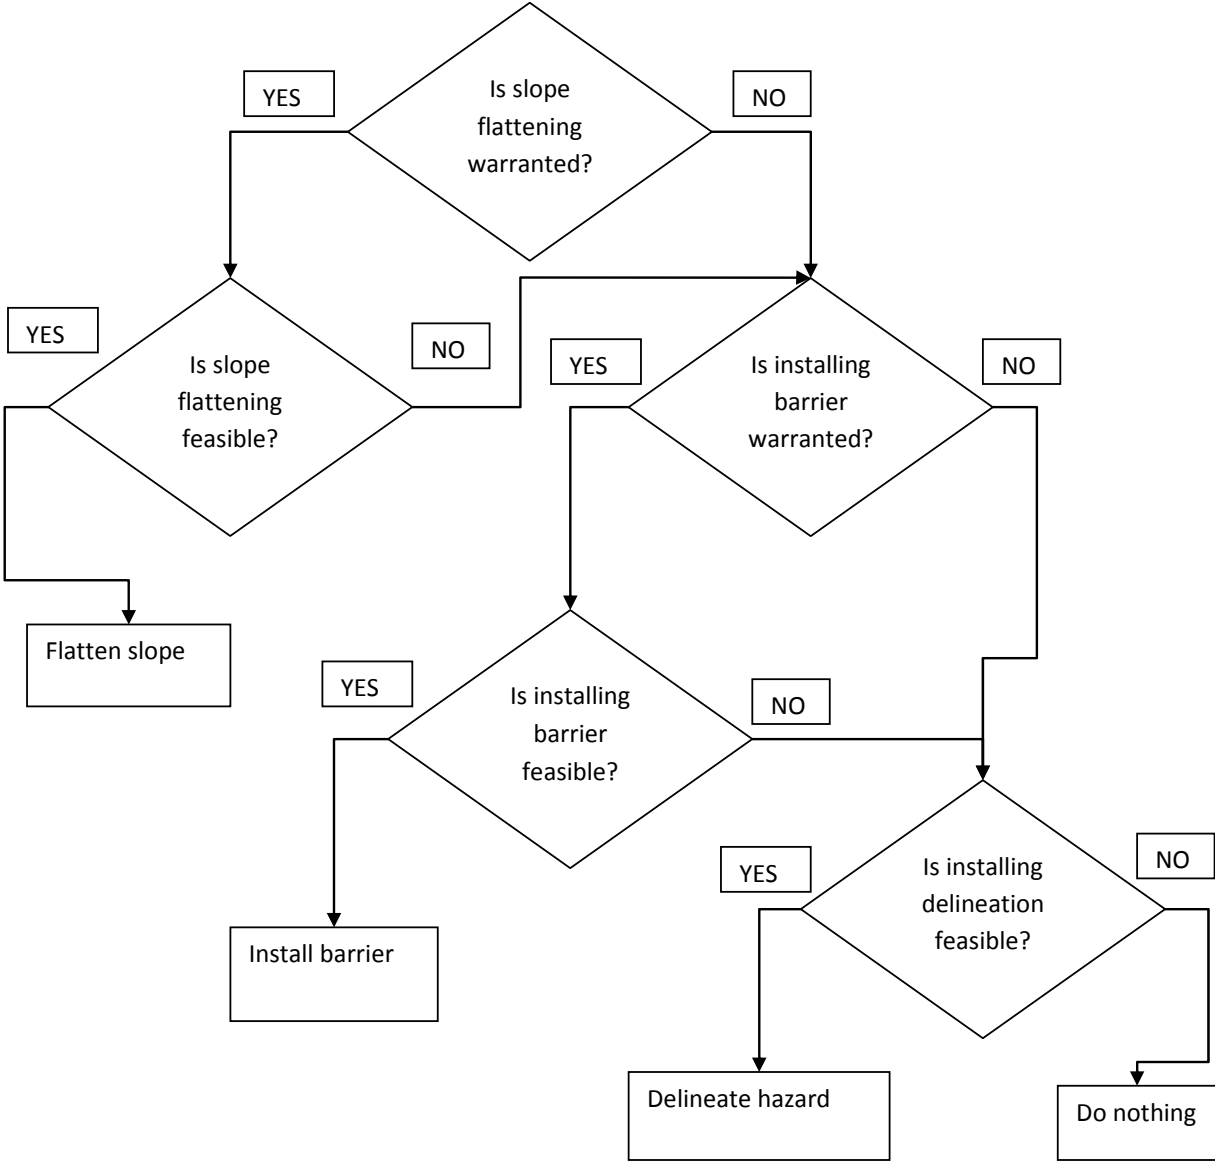 Is slope
flattening
warranted?
YES
NO
YES
Is slope
flattening
feasible?
NO
YES
Is installing
barrier
warranted?
NO
Flatten slope
YES
Is installing
barrier
feasible?
NO
Install barrier
YES
Is installing
delineation
feasible?
NO
Delineate hazard
Do nothing